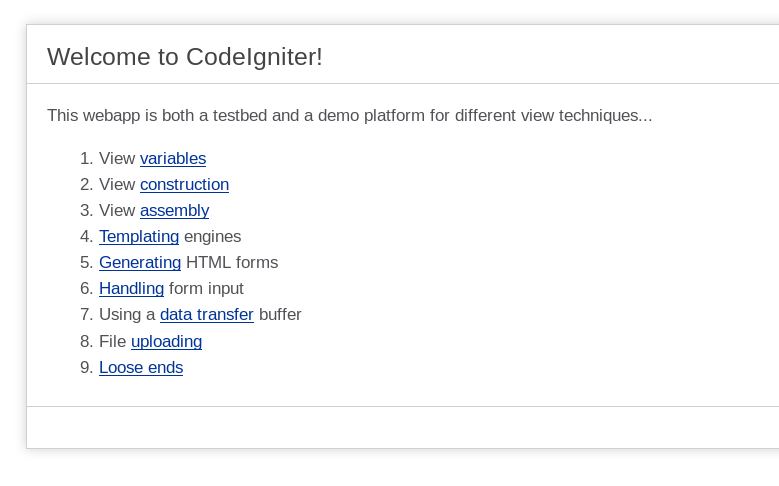 Welcome to CodeIgniter!
This webapp is both a testbed and a demo platform for different view techniques...
1. View variables
2. View construction
3. View assembly
4. Templating engines
5. Generating HTML forms
6. Handling form input
7. Using a data transfer buffer
8. File uploading
9. Loose ends